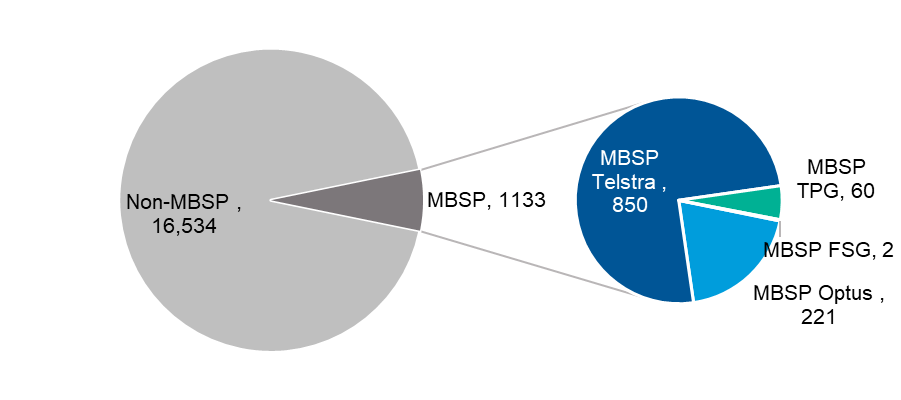 Non-MBSP ,
16,534
MBSP, 1133
MBSP
Telstra ,
850
MBSP
TPG, 60
MBSP FSG, 2
MBSP Optus ,
221